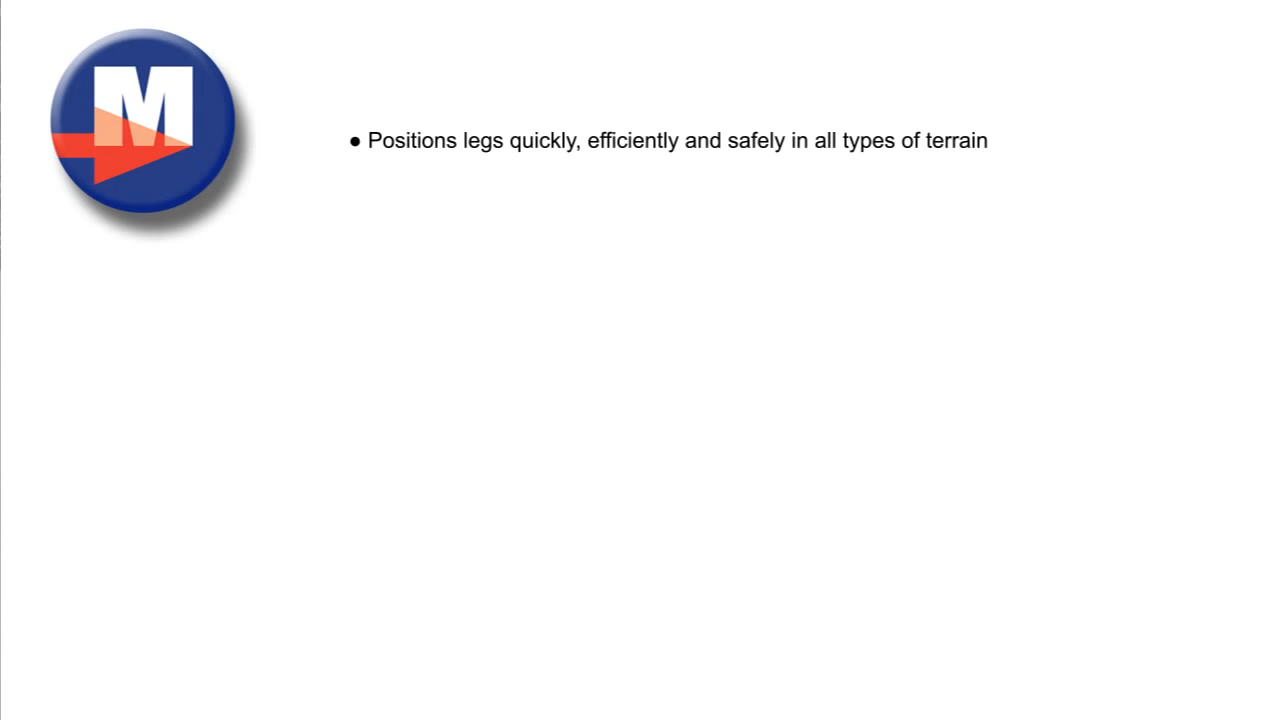 M
● Positions legs quickly, efficiently and safely in all types of terrain